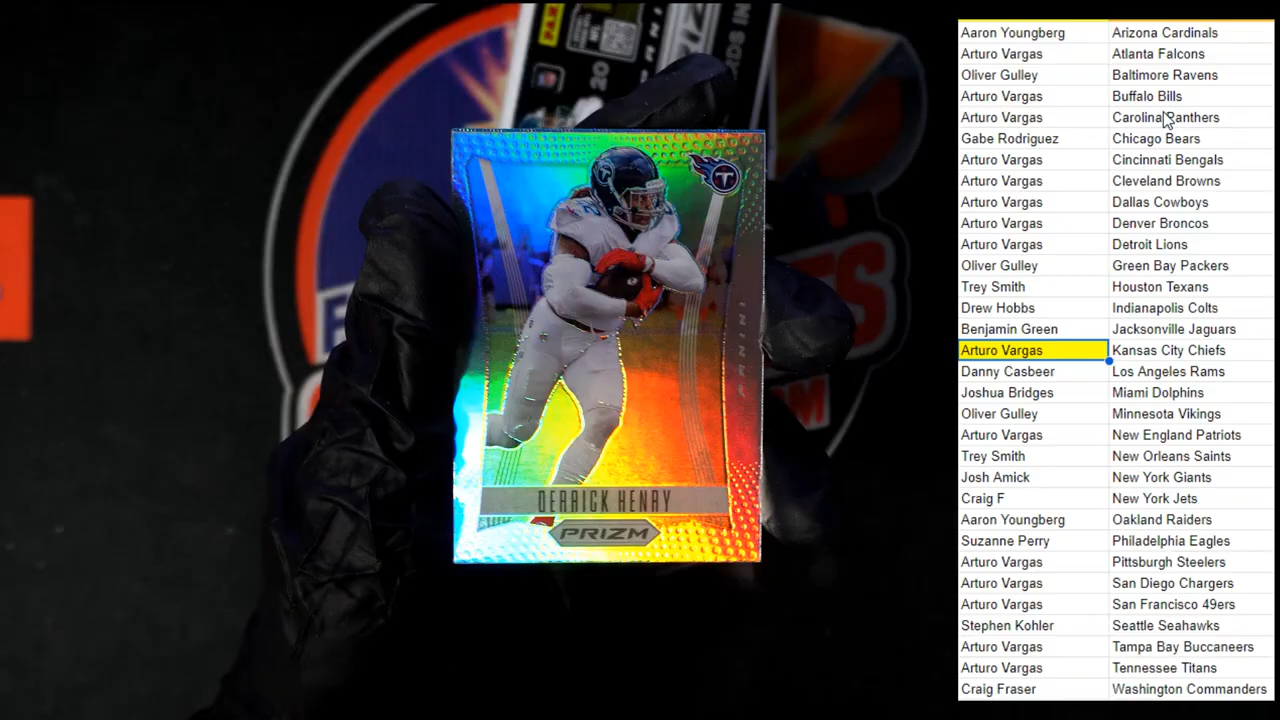 PANINI
DERRICK HENRY
PRIZM
Aaron Youngberg Arizona Cardinals
Arturo Vargas Atlanta Falcons
Oliver Gulley Baltimore Ravens
Arturo Vargas Buffalo Bills
Arturo Vargas Carolina Panthers
Gabe Rodriguez Chicago Bears
Arturo Vargas Cincinnati Bengals
Arturo Vargas Cleveland Browns
Arturo Vargas Dallas Cowboys
Arturo Vargas Denver Broncos
Arturo Vargas Detroit Lions
Oliver Gulley Green Bay Packers
Trey Smith Houston Texans
Drew Hobbs Indianapolis Colts
Benjamin Green Jacksonville Jaguars
Arturo Vargas Kansas City Chiefs
Danny Casbeer Los Angeles Rams
Joshua Bridges Miami Dolphins
Oliver Gulley Minnesota Vikings
Arturo Vargas New England Patriots
Trey Smith New Orleans Saints
Josh Amick New York Giants
Craig F New York Jets
Aaron Youngberg Oakland Raiders
Suzanne Perry Philadelphia Eagles
Arturo Vargas Pittsburgh Steelers
Arturo Vargas San Diego Chargers
Arturo Vargas San Francisco 49ers
Stephen Kohler Seattle Seahawks
Arturo Vargas Tampa Bay Buccaneers
Arturo Vargas Tennessee Titans
Craig Fraser Washington Commanders